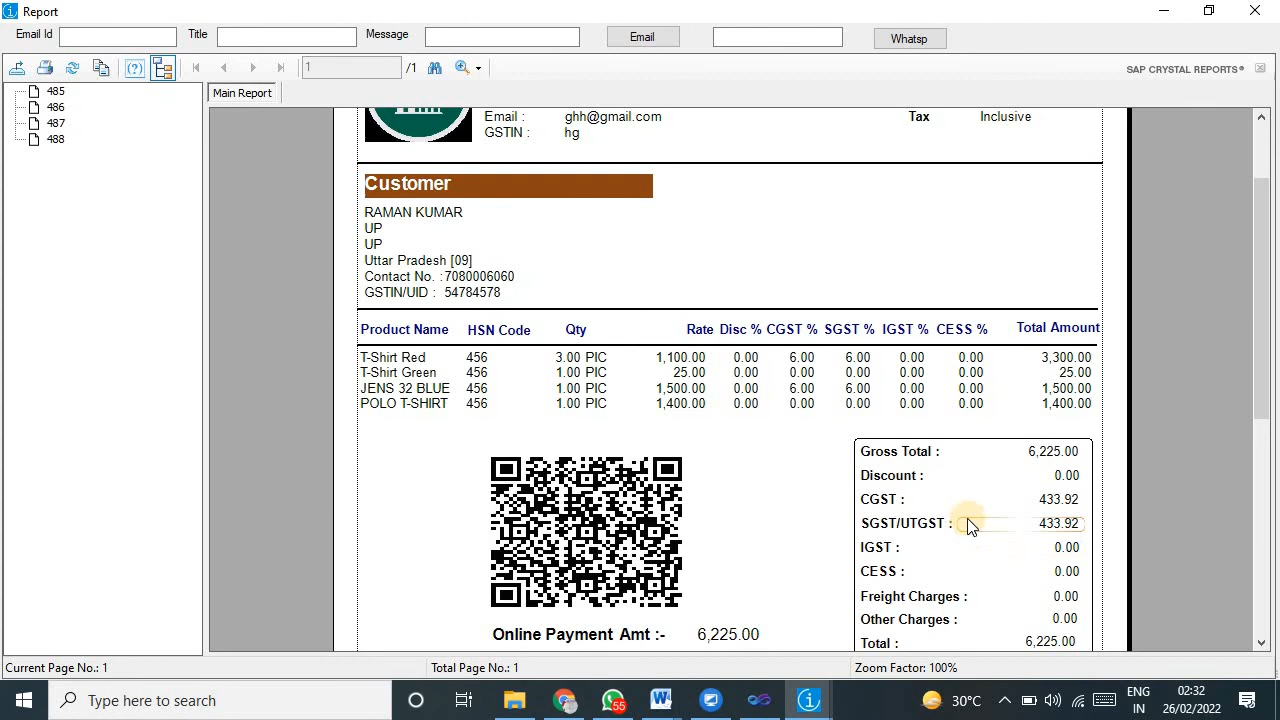 Report
Email Id Title Message Email Whatsp
1 /1 SAP CRYSTAL REPORTS®
485
486
487
488
Main Report
Email : ghh@gmail.com Tax Inclusive
GSTIN : hg
Customer
RAMAN KUMAR
UP
UP
Uttar Pradesh [09]
Contact No. : 7080006060
GSTIN/UID : 54784578
Product Name HSN Code Qty Rate Disc % CGST % SGST % IGST % CESS % Total Amount
T-Shirt Red 456 3.00 PIC 1,100.00 0.00 6.00 6.00 0.00 0.00 3,300.00
T-Shirt Green 456 1.00 PIC 25.00 0.00 0.00 0.00 0.00 0.00 25.00
JENS 32 BLUE 456 1.00 PIC 1,500.00 0.00 6.00 6.00 0.00 0.00 1,500.00
POLO T-SHIRT 456 1.00 PIC 1,400.00 0.00 0.00 0.00 0.00 0.00 1,400.00
Gross Total : 6,225.00
Discount : 0.00
CGST : 433.92
SGST/UTGST : 433.92
IGST : 0.00
CESS : 0.00
Freight Charges : 0.00
Other Charges : 0.00
Online Payment Amt :- 6,225.00
Total : 6,225.00
Current Page No.: 1 Total Page No.: 1 Zoom Factor: 100%
Type here to search
55
30°C
ENG
IN
02:32
26/02/2022